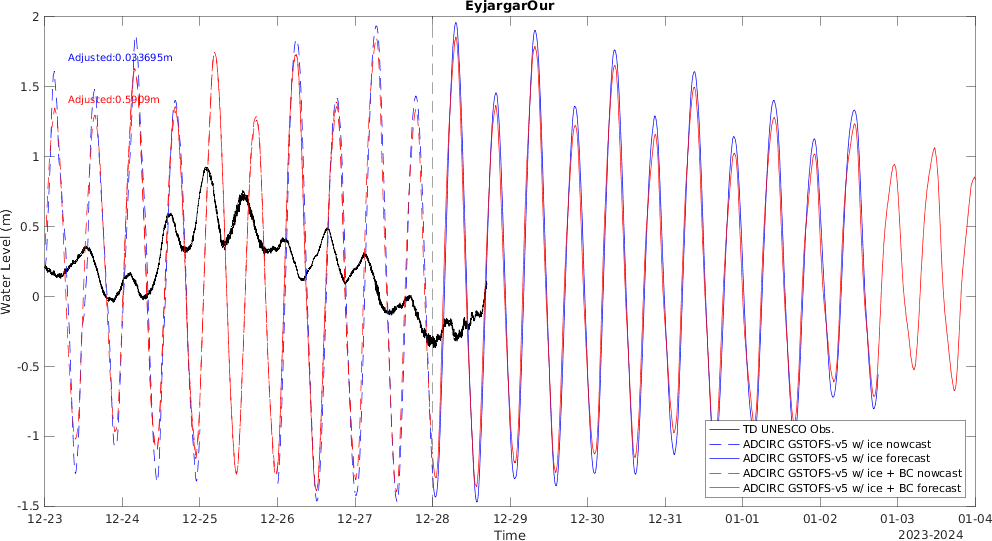 EyjargarOur
2
1.5
1
0.5
0
-0.5
-1
-1.5
Water Level (m)
Adjusted:0.033695m
Adjusted:0.5909m
TD UNESCO Obs.
ADCIRC GSTOFS-v5 w/ ice nowcast
ADCIRC GSTOFS-v5 w/ ice forecast
ADCIRC GSTOFS-v5 w/ ice + BC nowcast
ADCIRC GSTOFS-v5 w/ ice + BC forecast
12-23 12-24 12-25 12-26 12-27 12-28 12-29 12-30 12-31 01-01 01-02 01-03 01-04
Time
2023-2024